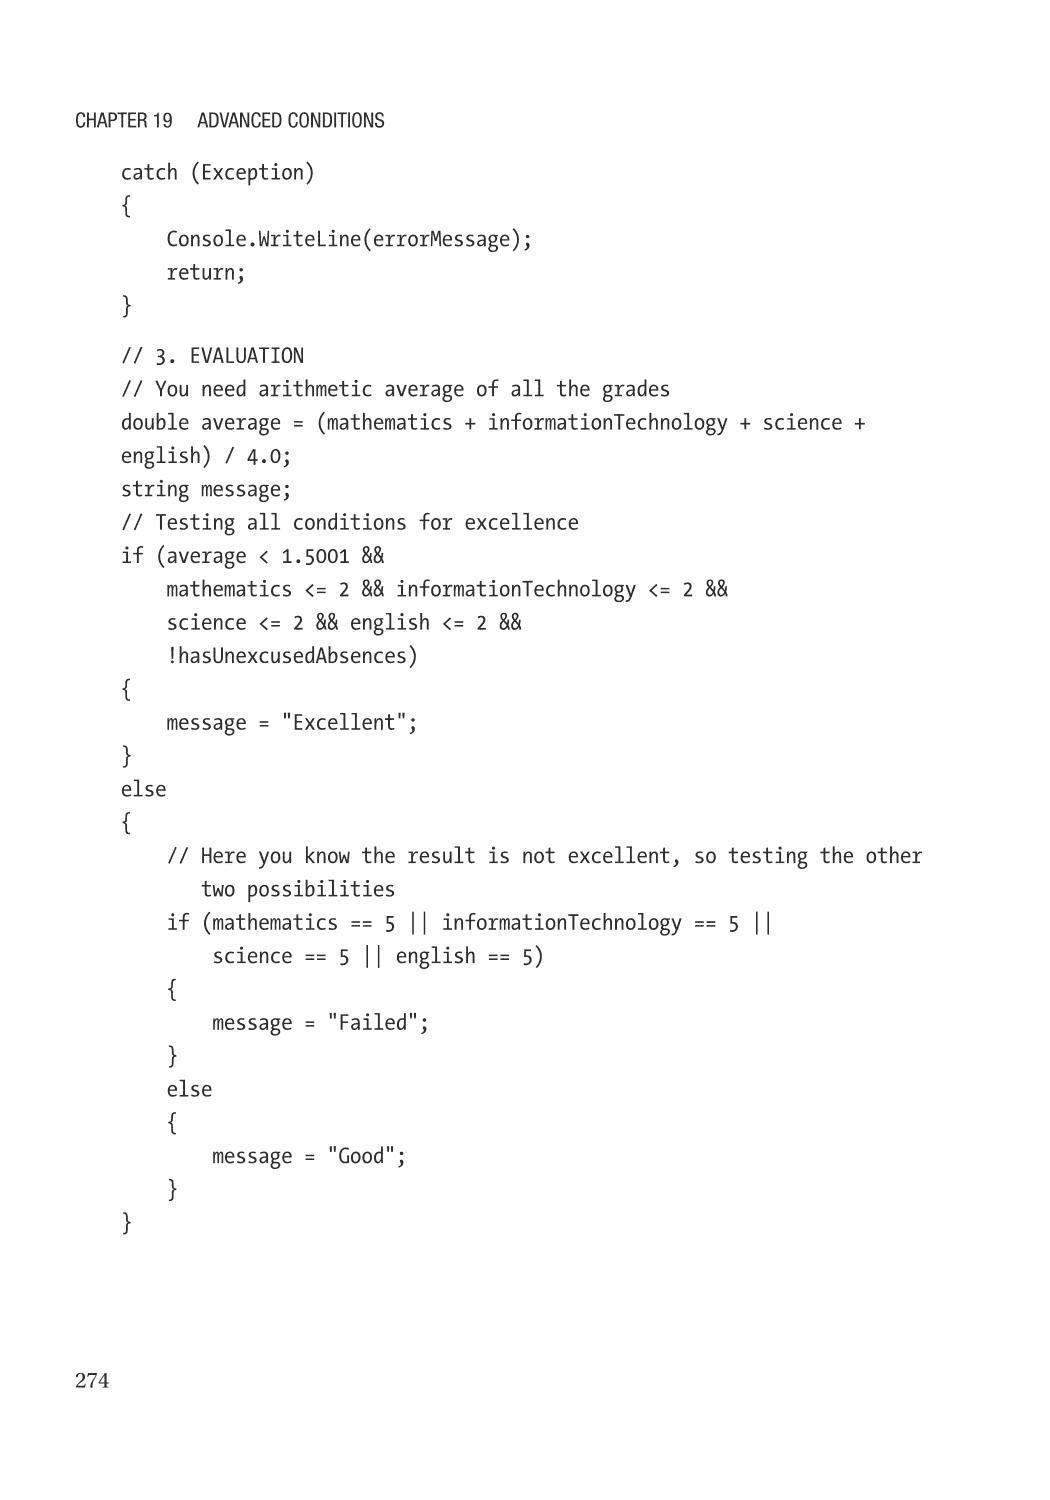 CHAPTER 19 ADVANCED CONDITIONS
catch (Exception)
{
    Console.WriteLine(errorMessage);
    return;
}
// 3. EVALUATION
// You need arithmetic average of all the grades
double average = (mathematics + informationTechnology + science +
english) / 4.0;
string message;
// Testing all conditions for excellence
if (average < 1.5001 &&
    mathematics <= 2 && informationTechnology <= 2 &&
    science <= 2 && english <= 2 &&
    !hasUnexcusedAbsences)
{
    message = "Excellent";
}
else
{
    // Here you know the result is not excellent, so testing the other
       two possibilities
    if (mathematics == 5 || informationTechnology == 5 ||
        science == 5 || english == 5)
    {
        message = "Failed";
    }
    else
    {
        message = "Good";
    }
}
274